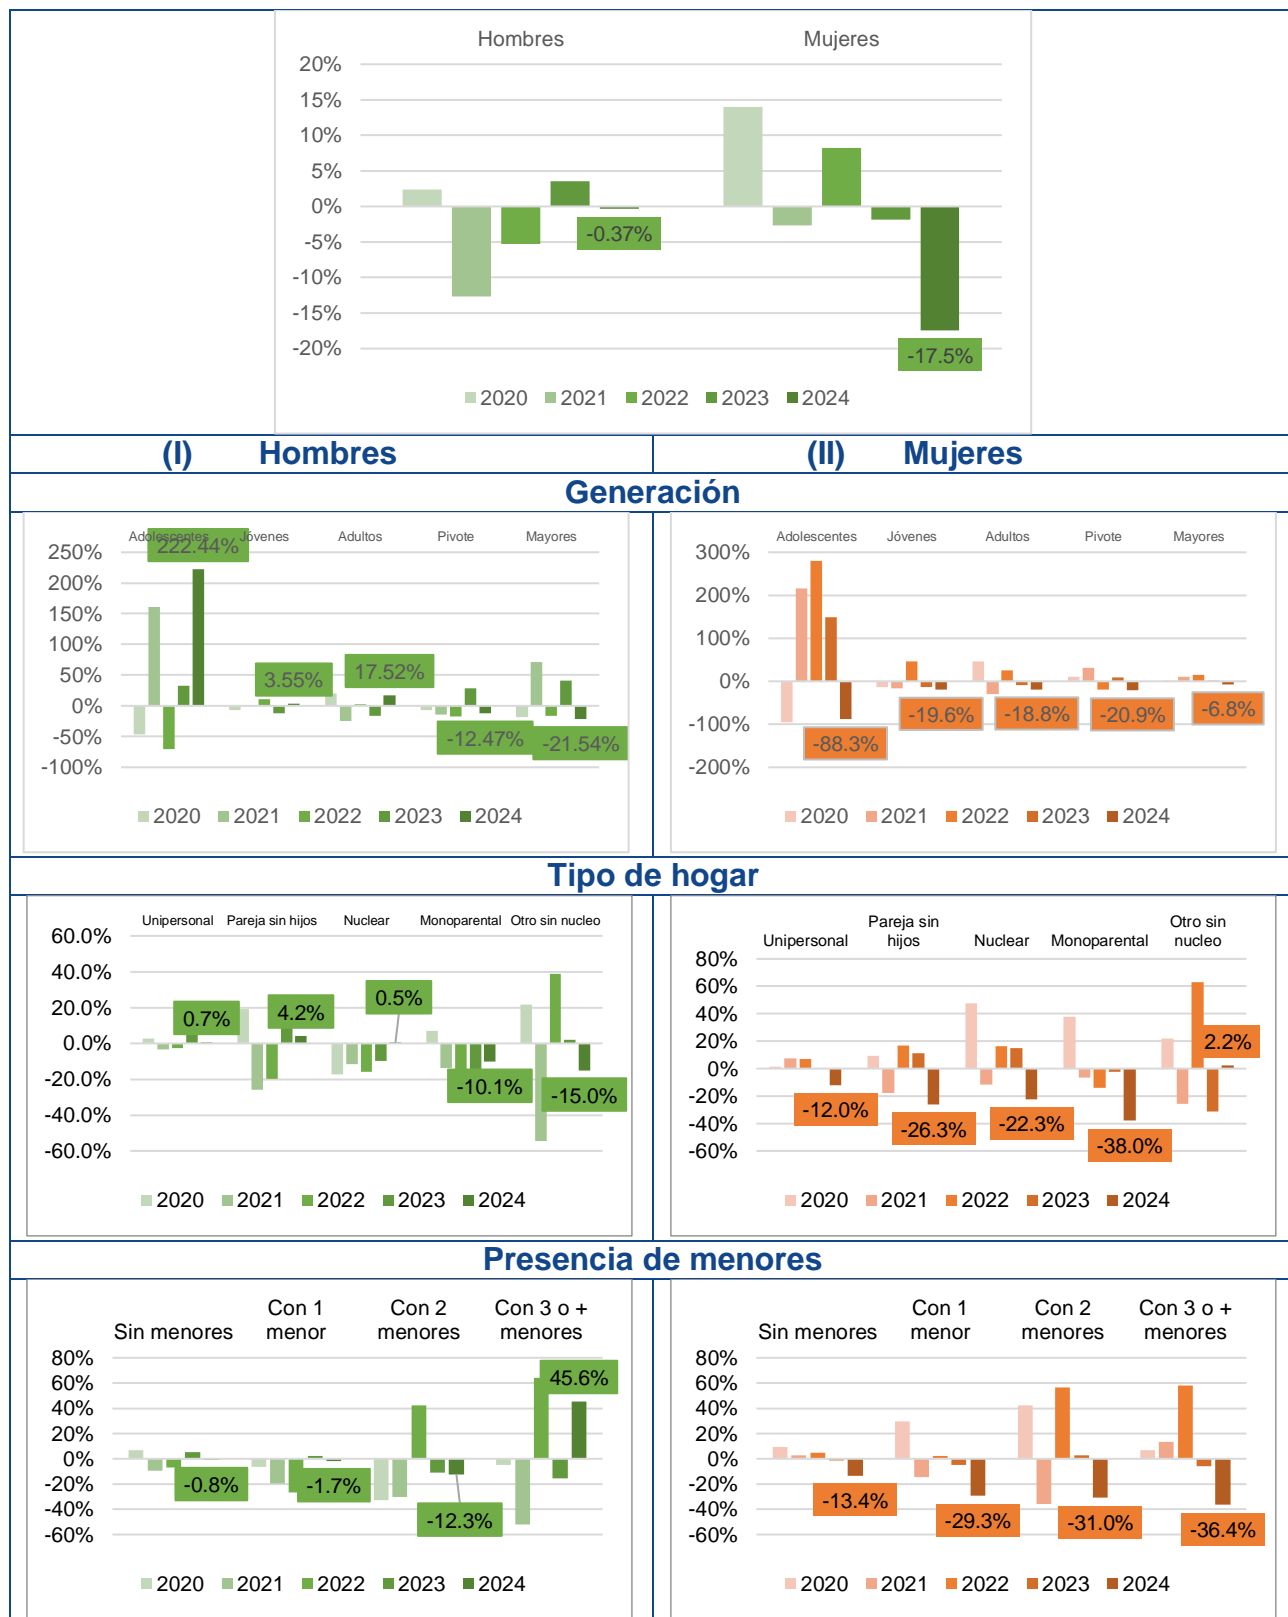 Hombres Mujeres
20%
15%
10%
5%
0%
-5%
-10%
-15%
-20%
-0.37%
-17.5%
2020 2021 2022 2023 2024
(I) Hombres (II) Mujeres
Generación
Adolescentes Jóvenes Adultos Pivote Mayores
250%
200%
150%
100%
50%
0%
-50%
-100%
222.44%
3.55%
17.52%
-12.47%
-21.54%
2020 2021 2022 2023 2024
Adolescentes Jóvenes Adultos Pivote Mayores
300%
200%
100%
0%
-100%
-200%
-88.3%
-19.6%
-18.8%
-20.9%
-6.8%
2020 2021 2022 2023 2024
Tipo de hogar
Unipersonal Pareja sin hijos Nuclear Monoparental Otro sin nucleo
60.0%
40.0%
20.0%
0.0%
-20.0%
-40.0%
-60.0%
0.7%
4.2%
0.5%
-10.1%
-15.0%
2020 2021 2022 2023 2024
Unipersonal
Pareja sin
hijos
Nuclear
Monoparental
Otro sin
nucleo
80%
60%
40%
20%
0%
-20%
-40%
-60%
-12.0%
-26.3%
-22.3%
-38.0%
2.2%
2020 2021 2022 2023 2024
Presencia de menores
Sin menores
Con 1
menor
Con 2
menores
Con 3 o +
menores
80%
60%
40%
20%
0%
-20%
-40%
-60%
-0.8%
-1.7%
-12.3%
45.6%
2020 2021 2022 2023 2024
Sin menores
Con 1
menor
Con 2
menores
Con 3 o +
menores
80%
60%
40%
20%
0%
-20%
-40%
-60%
-13.4%
-29.3%
-31.0%
-36.4%
2020 2021 2022 2023 2024